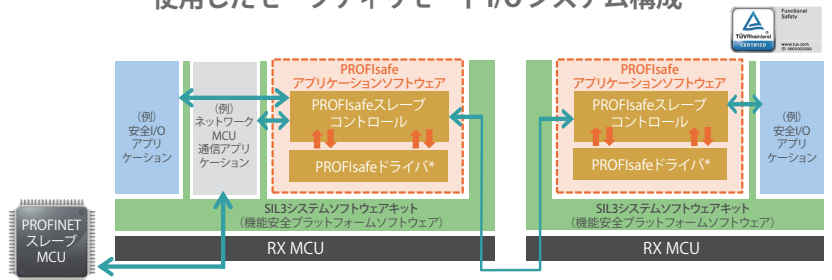 使用したセーフティリモートI/Oシステム構成
TÜVRheinland
CERTIFIED
Functional
Safety
www.tuv.com
(例)
安全I/O
アプリ
ケーション
(例)
ネットワーク
MCU
通信アプリ
ケーション
PROFIsafe
アプリケーションソフトウェア
PROFIsafeスレーブ
コントロール
PROFIsafeドライバ*
SIL3システムソフトウェアキット
(機能安全プラットフォームソフトウェア)
RX MCU
PROFINET
スレーブ
MCU
PROFIsafe
アプリケーションソフトウェア
PROFIsafeスレーブ
コントロール
PROFIsafeドライバ*
(例)
安全I/O
アプリ
ケーション
SIL3システムソフトウェアキット
(機能安全プラットフォームソフトウェア)
RX MCU